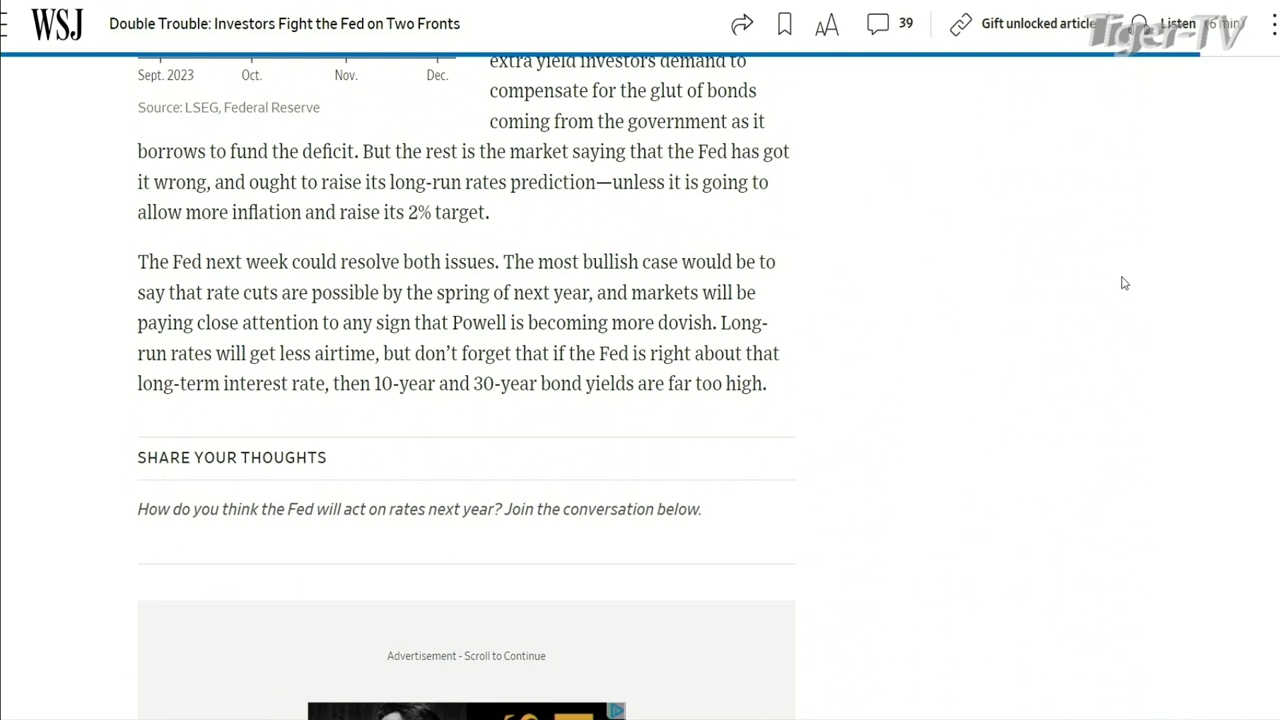 WSJ
Double Trouble: Investors Fight the Fed on Two Fronts
39
Gift unlocked article
Listen (6 min)
Tiger-TV
Sept. 2023 Oct. Nov. Dec.
Source: LSEG, Federal Reserve
extra yield investors demand to
compensate for the glut of bonds
coming from the government as it
borrows to fund the deficit. But the rest is the market saying that the Fed has got
it wrong, and ought to raise its long-run rates prediction—unless it is going to
allow more inflation and raise its 2% target.
The Fed next week could resolve both issues. The most bullish case would be to
say that rate cuts are possible by the spring of next year, and markets will be
paying close attention to any sign that Powell is becoming more dovish. Long-
run rates will get less airtime, but don’t forget that if the Fed is right about that
long-term interest rate, then 10-year and 30-year bond yields are far too high.
SHARE YOUR THOUGHTS
How do you think the Fed will act on rates next year? Join the conversation below.
Advertisement - Scroll to Continue